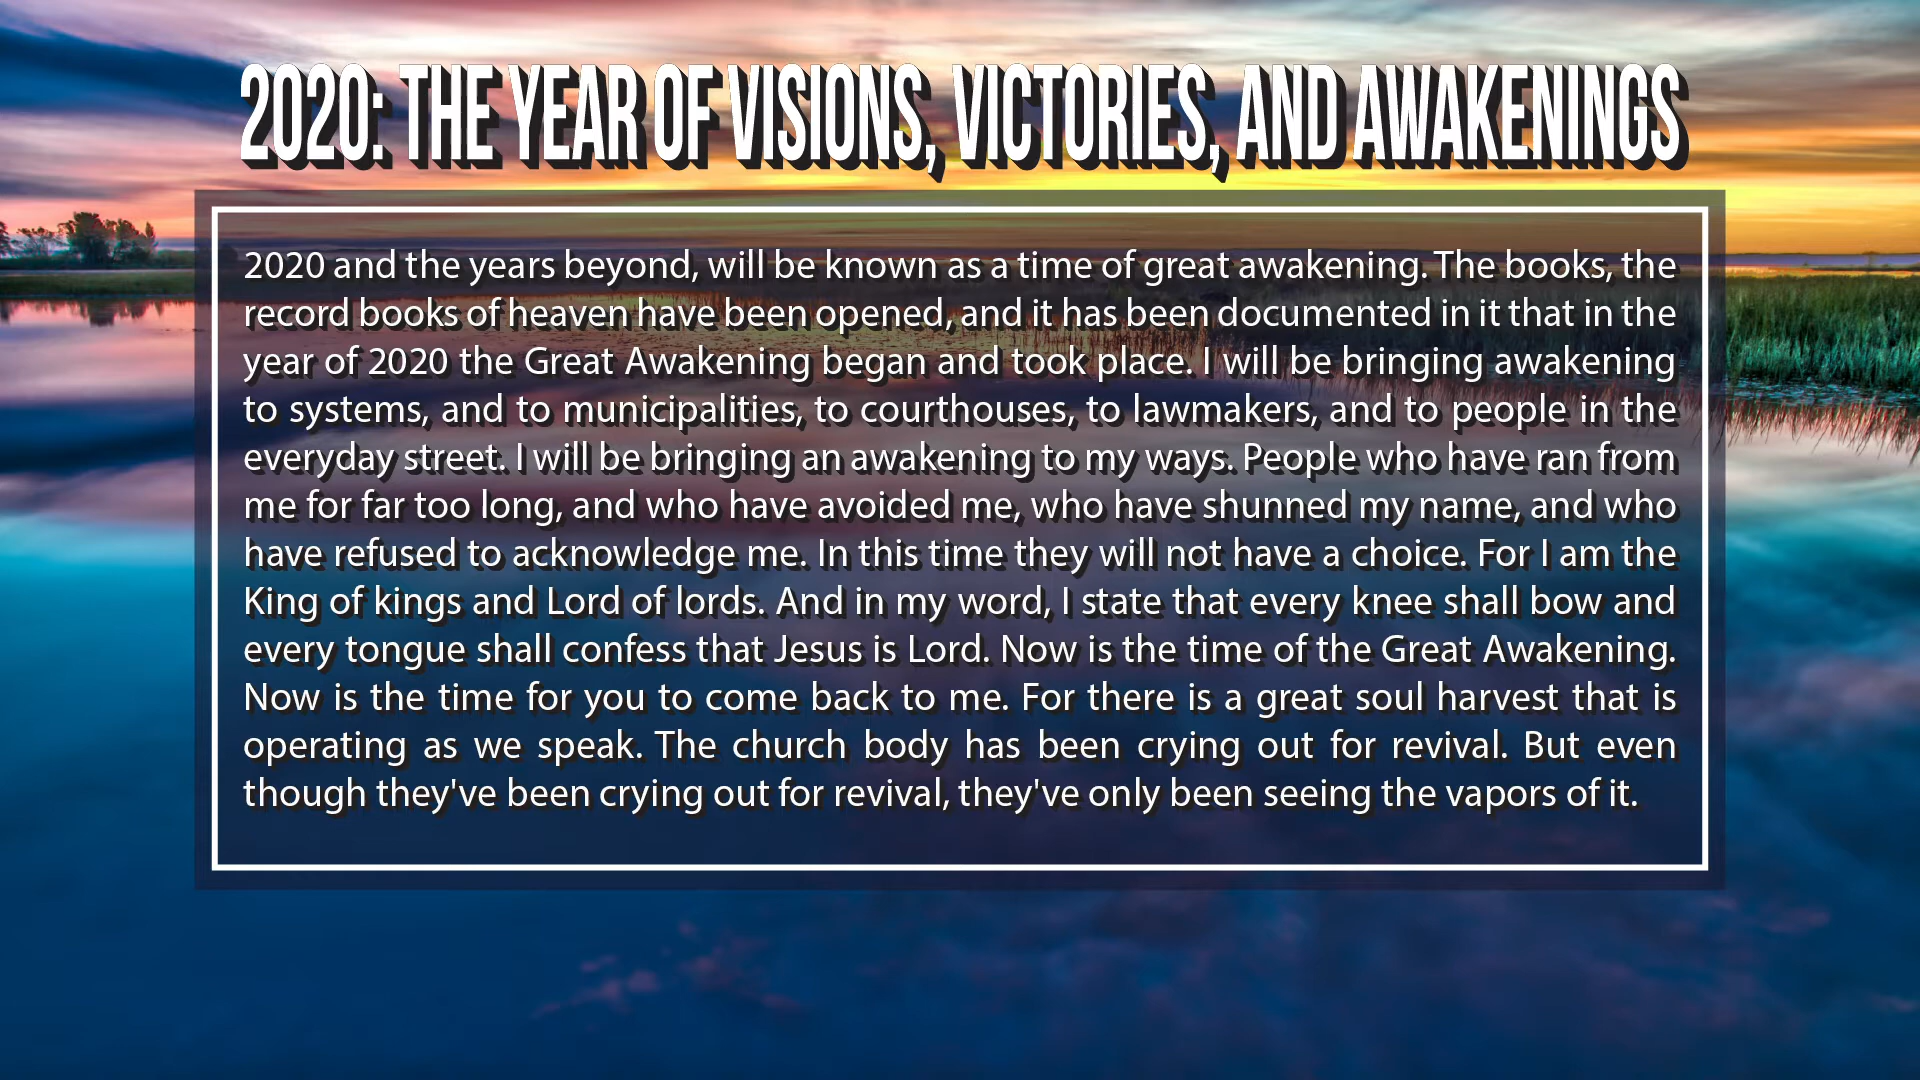 2020: THE YEAR OF VISIONS, VICTORIES, AND AWAKENINGS
2020 and the years beyond, will be known as a time of great awakening. The books, the
record books of heaven have been opened, and it has been documented in it that in the
year of 2020 the Great Awakening began and took place. I will be bringing awakening
to systems, and to municipalities, to courthouses, to lawmakers, and to people in the
everyday street. I will be bringing an awakening to my ways. People who have ran from
me for far too long, and who have avoided me, who have shunned my name, and who
have refused to acknowledge me. In this time they will not have a choice. For I am the
King of kings and Lord of lords. And in my word, I state that every knee shall bow and
every tongue shall confess that Jesus is Lord. Now is the time of the Great Awakening.
Now is the time for you to come back to me. For there is a great soul harvest that is
operating as we speak. The church body has been crying out for revival. But even
though they've been crying out for revival, they've only been seeing the vapors of it.